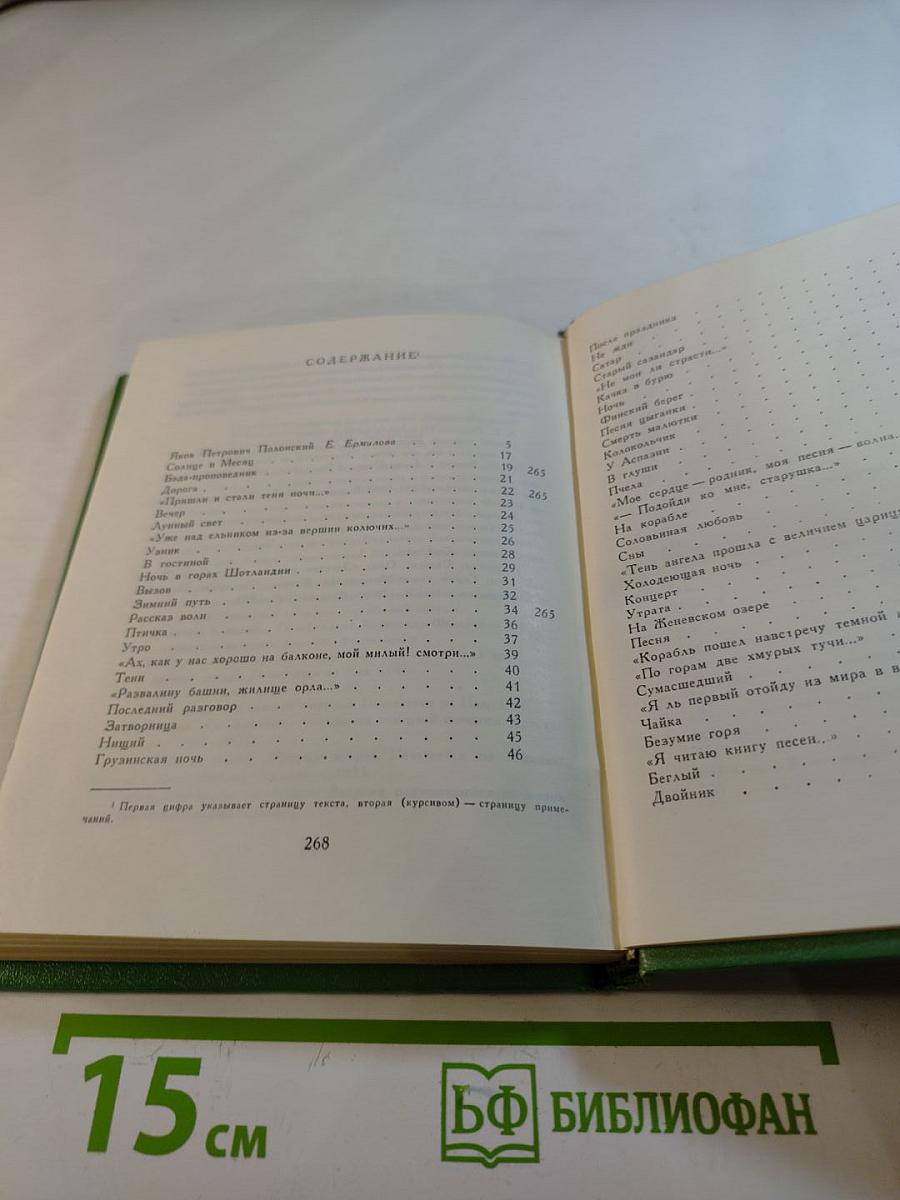 СОДЕРЖАНИЕ¹
Яков Петрович Полонский. Е. Ермилова . . . . 5
Солнце и Месяц . . . . . . . . 17
Бэда-проповедник . . . . . . . . 19 265
Дорога . . . . . . . . . . 21
«Пришли и стали тени ночи...» . . . . . . 22 265
Вечер . . . . . . . . . . 23
Лунный свет . . . . . . . . . 24
«Уже над ельником из-за вершин колючих...» . . . 25
Узник . . . . . . . . . . 26
В гостиной . . . . . . . . . 28
Ночь в горах Шотландии . . . . . . . 29
Вызов . . . . . . . . . . 31
Зимний путь . . . . . . . . . 32
Рассказ волн . . . . . . . . . 34 265
Птичка . . . . . . . . . . 36
Утро . . . . . . . . . . 37
«Ах, как у нас хорошо на балконе, мой милый! смотри...» 39
Тени . . . . . . . . . . 40
«Развалину башни, жилище орла...» . . . . . 41
Последний разговор . . . . . . . . 42
Затворница . . . . . . . . . 43
Нищий . . . . . . . . . . 45
Грузинская ночь . . . . . . . . 46
¹ Первая цифра указывает страницу текста, вторая (курсивом) — страницу приме-
чаний.
268
После праздника
Не жди
Сатар
Старый сазандар
«Не мои ли страсти...»
Качка в бурю
Ночь
Финский берег
Песня цыганки
Смерть малютки
Колокольчик
У Аспазии
В глуши
Пчела
«Мое сердце — родник, моя песня — волна,
«— Подойди ко мне, старушка...»
На корабле
Соловьиная любовь
Сны
«Тень ангела прошла с величием цариц
Холодеющая ночь
Концерт
Утрата
На Женевском озере
Песня
«Корабль пошел навстречу темной
«По горам две хмурых тучи...»
Сумасшедший
«Я ль первый отойду из мира в в
Чайка
Безумие горя
«Я читаю книгу песен...»
Беглый
Двойник
15 см
БФ БИБЛИОФАН